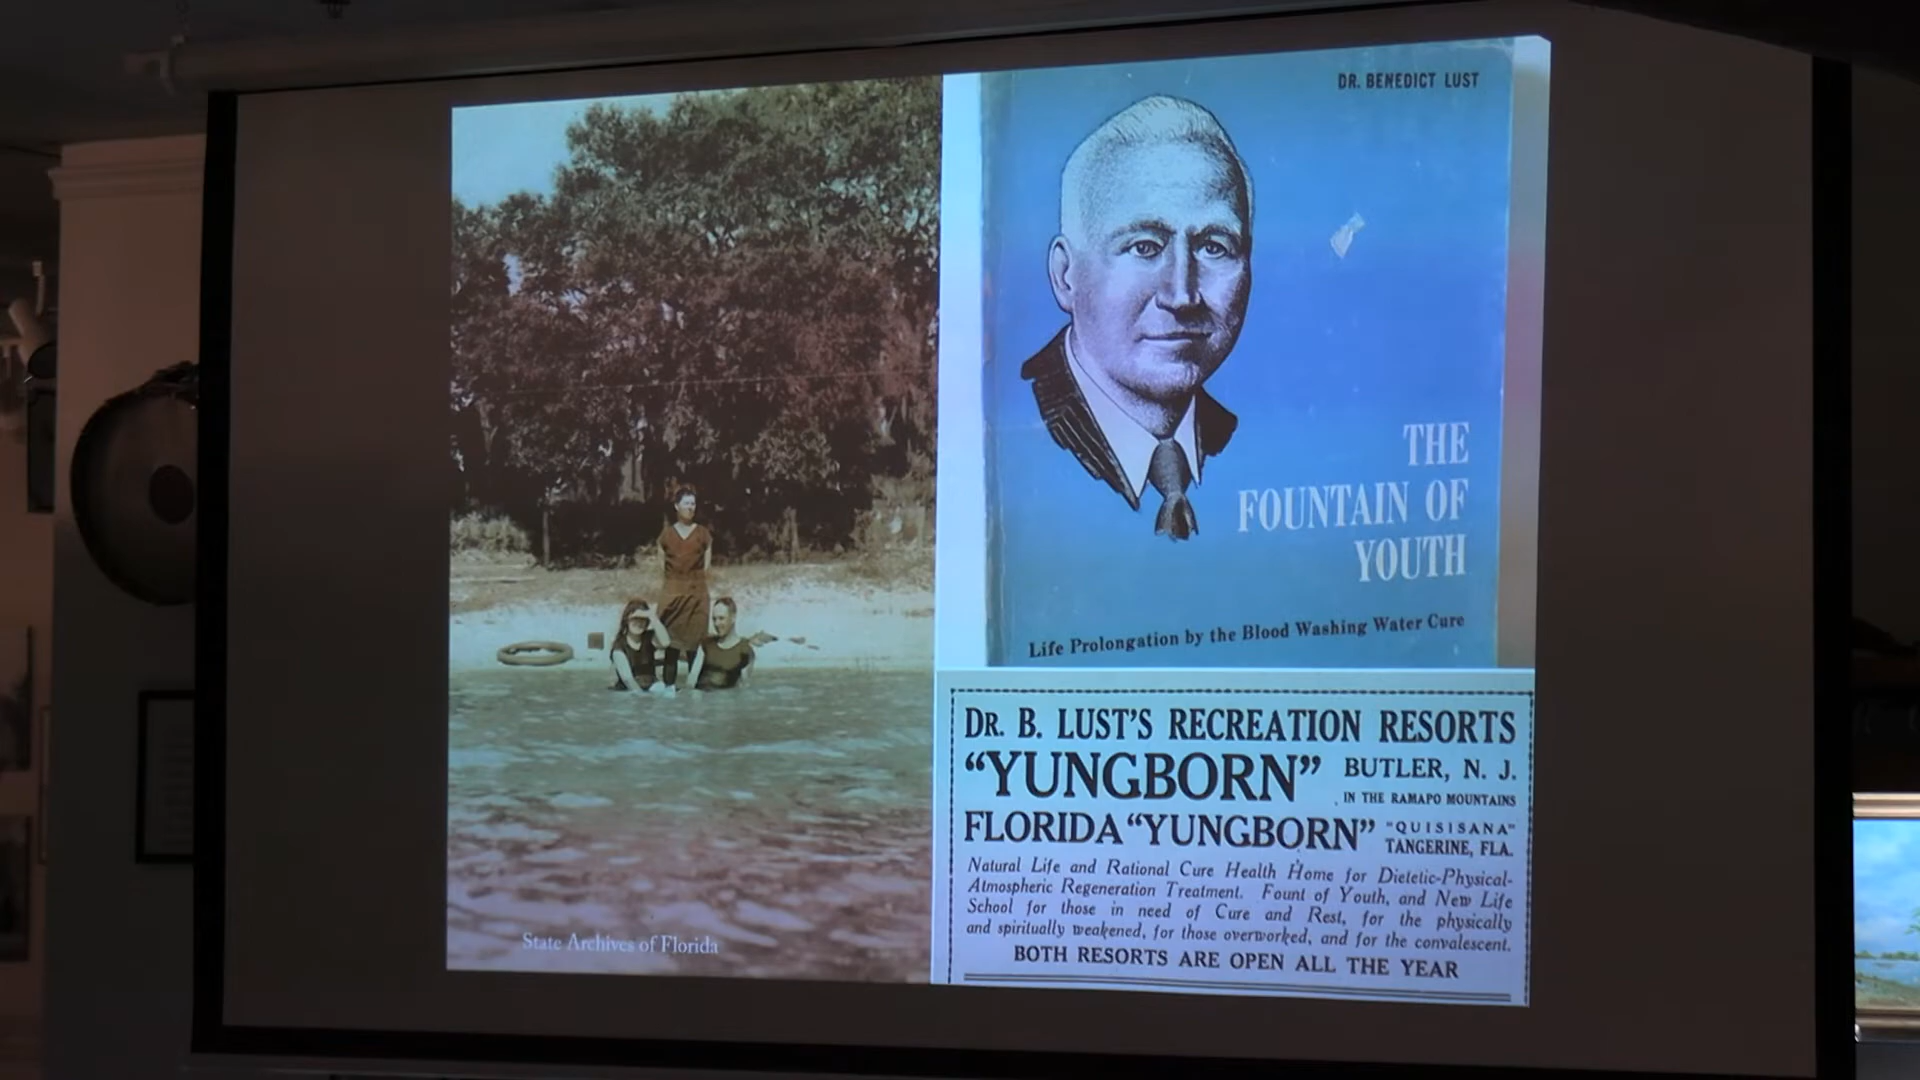 DR. BENEDICT LUST
THE
FOUNTAIN OF
YOUTH
Life Prolongation by the Blood Washing Water Cure
State Archives of Florida
DR. B. LUST'S RECREATION RESORTS
"YUNGBORN" BUTLER, N. J.
IN THE RAMAPO MOUNTAINS
FLORIDA "YUNGBORN" "QUISISANA"
TANGERINE, FLA.
Natural Life and Rational Cure Health Home for Dietetic-Physical-
Atmospheric Regeneration Treatment. Fount of Youth, and New Life
School for those in need of Cure and Rest, for the physically
and spiritually weakened, for those overworked, and for the convalescent.
BOTH RESORTS ARE OPEN ALL THE YEAR